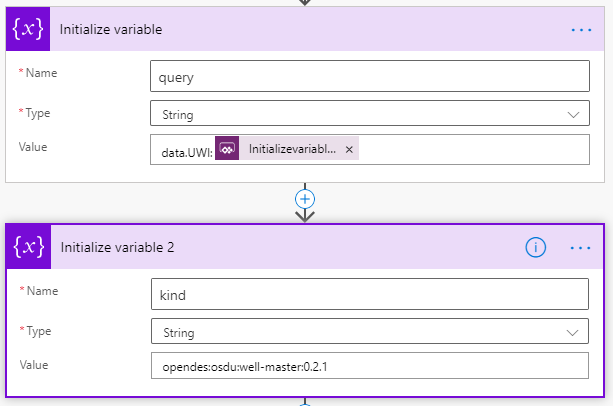 {x} Initialize variable ...
* Name query
* Type String
Value data.UWI: Initializevariabl... ×
+
{x} Initialize variable 2 i ...
* Name kind
* Type String
Value opendes:osdu:well-master:0.2.1